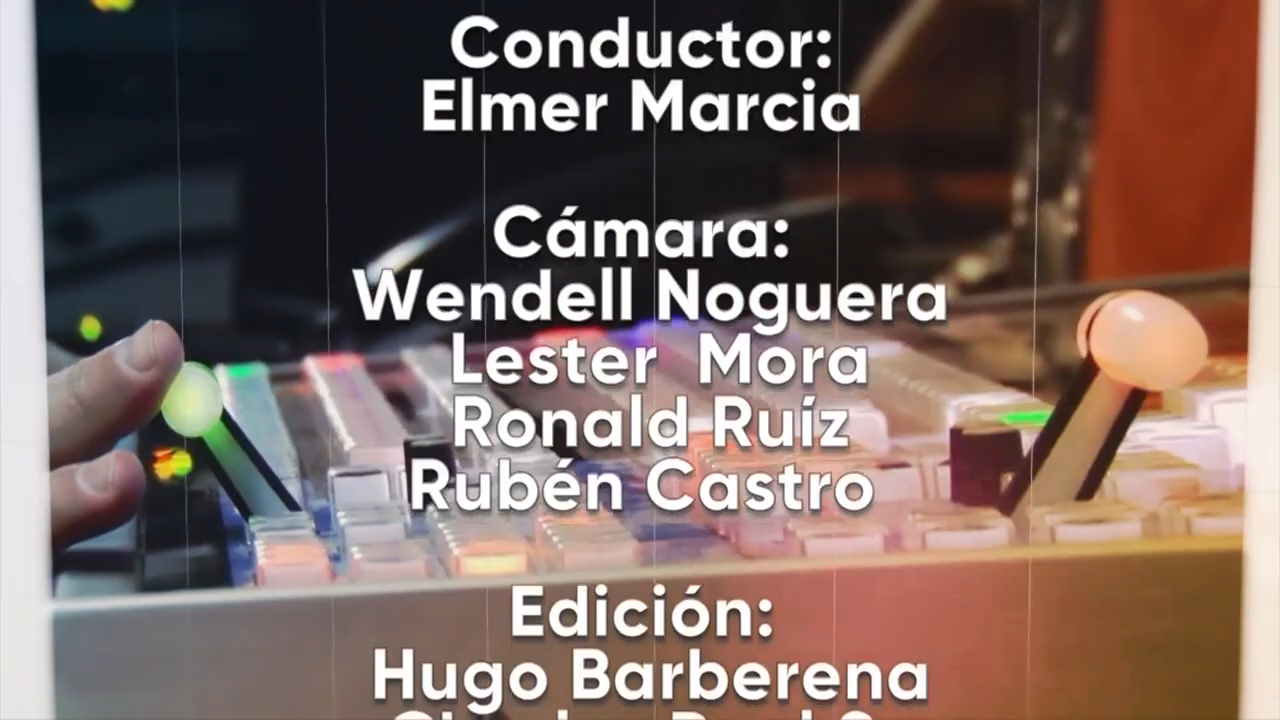 Conductor:
Elmer Marcia
Cámara:
Wendell Noguera
Lester Mora
Ronald Ruíz
Rubén Castro
Edición:
Hugo Barberena